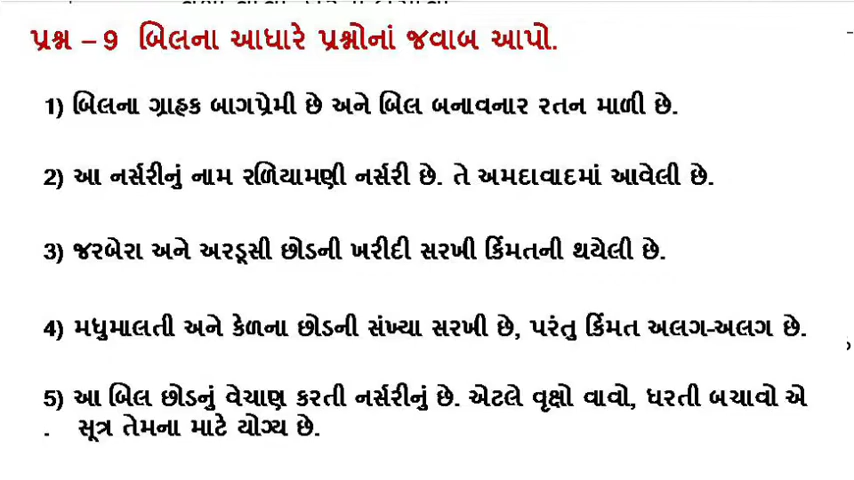 પ્રશ્ન – 9 બિલના આધારે પ્રશ્નોનાં જવાબ આપો.
1) બિલના ગ્રાહક બાગપ્રેમી છે અને બિલ બનાવનાર રતન માળી છે.
2) આ નર્સરીનું નામ રળિયામણી નર્સરી છે. તે અમદાવાદમાં આવેલી છે.
3) જરબેરા અને અરડૂસી છોડની ખરીદી સરખી કિંમતની થયેલી છે.
4) મધુમાલતી અને કેળના છોડની સંખ્યા સરખી છે, પરંતુ કિંમત અલગ-અલગ છે.
5) આ બિલ છોડનું વેચાણ કરતી નર્સરીનું છે. એટલે વૃક્ષો વાવો, ધરતી બચાવો એ
. સૂત્ર તેમના માટે યોગ્ય છે.